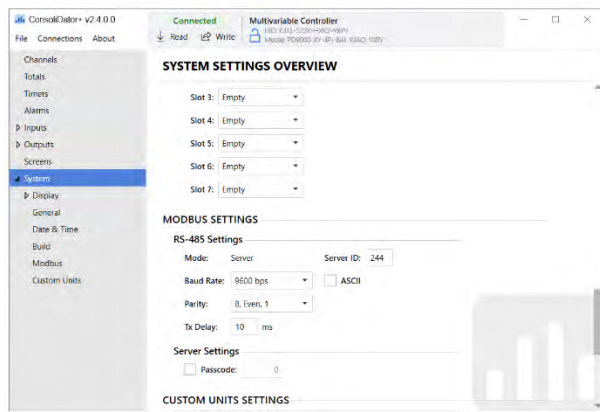 ConsoliDator+ v2.4.0.0
File Connections About
Connected
Read Write
Multivariable Controller
Channels
Totals
Timers
Alarms
Inputs
Outputs
Screens
System
Display
General
Date & Time
Build
Modbus
Custom Units
SYSTEM SETTINGS OVERVIEW
Slot 3: Empty
Slot 4: Empty
Slot 5: Empty
Slot 6: Empty
Slot 7: Empty
MODBUS SETTINGS
RS-485 Settings
Mode: Server Server ID: 244
Baud Rate: 9600 bps ASCII
Parity: 8, Even, 1
Tx Delay: 10 ms
Server Settings
Passcode: 0
CUSTOM UNITS SETTINGS